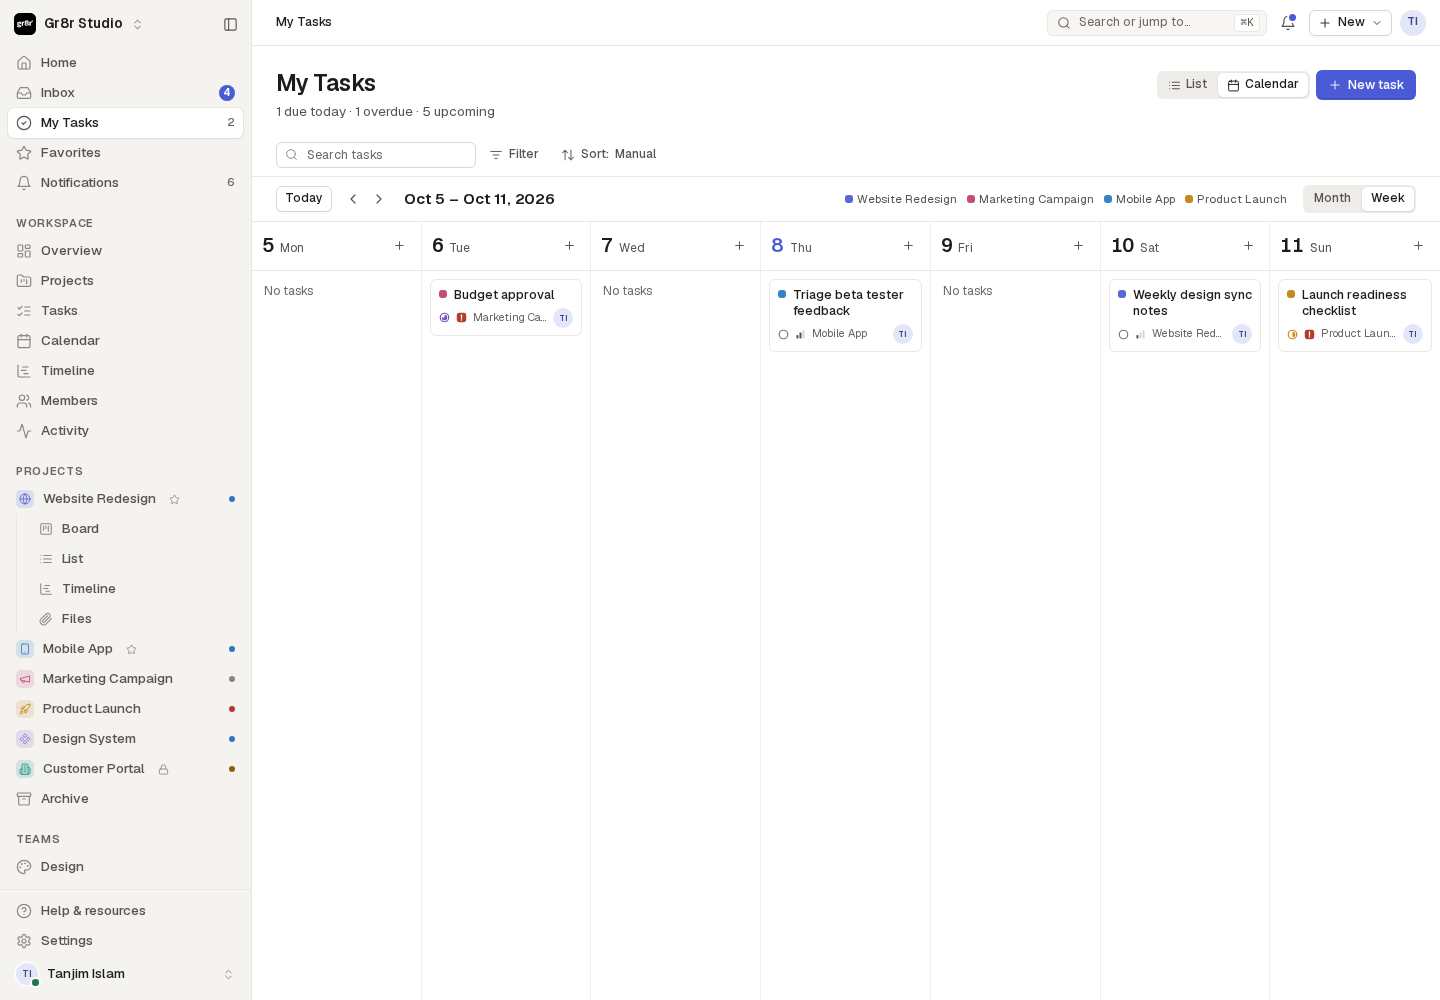 gr8r Gr8r Studio
Home
Inbox 4
My Tasks 2
Favorites
Notifications 6
WORKSPACE
Overview
Projects
Tasks
Calendar
Timeline
Members
Activity
PROJECTS
Website Redesign
Board
List
Timeline
Files
Mobile App
Marketing Campaign
Product Launch
Design System
Customer Portal
Archive
TEAMS
Design
Help & resources
Settings
TI Tanjim Islam
My Tasks
Search or jump to... ⌘K
New
TI
My Tasks
1 due today · 1 overdue · 5 upcoming
List Calendar New task
Search tasks Filter Sort: Manual
Today Oct 5 – Oct 11, 2026
Website Redesign Marketing Campaign Mobile App Product Launch
Month Week
5 Mon
6 Tue
7 Wed
8 Thu
9 Fri
10 Sat
11 Sun
No tasks
Budget approval
Marketing Ca... TI
No tasks
Triage beta tester
feedback
Mobile App TI
No tasks
Weekly design sync
notes
Website Red... TI
Launch readiness
checklist
Product Laun... TI